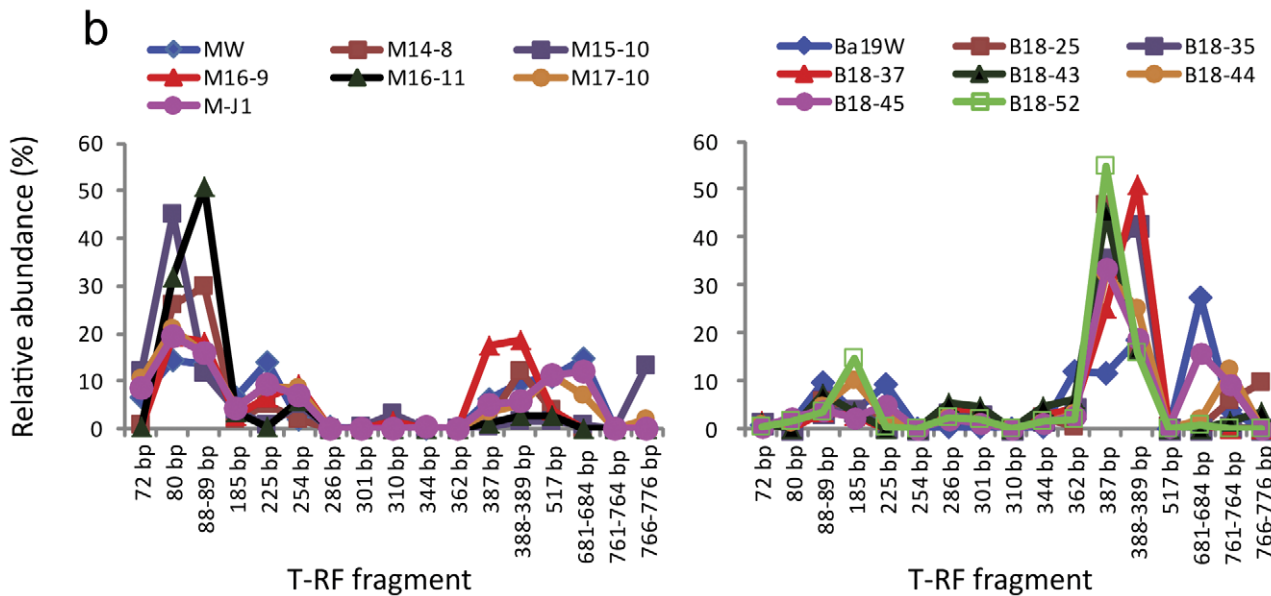 b
MW M14-8 M15-10
M16-9 M16-11 M17-10
M-J1
Ba19W B18-25 B18-35
B18-37 B18-43 B18-44
B18-45 B18-52
Relative abundance (%)
60
50
40
30
20
10
0
72 bp
80 bp
88-89 bp
185 bp
225 bp
254 bp
286 bp
301 bp
310 bp
344 bp
362 bp
387 bp
388-389 bp
517 bp
681-684 bp
761-764 bp
766-776 bp
T-RF fragment
60
50
40
30
20
10
0
72 bp
80 bp
88-89 bp
185 bp
225 bp
254 bp
286 bp
301 bp
310 bp
344 bp
362 bp
387 bp
388-389 bp
517 bp
681-684 bp
761-764 bp
766-776 bp
T-RF fragment